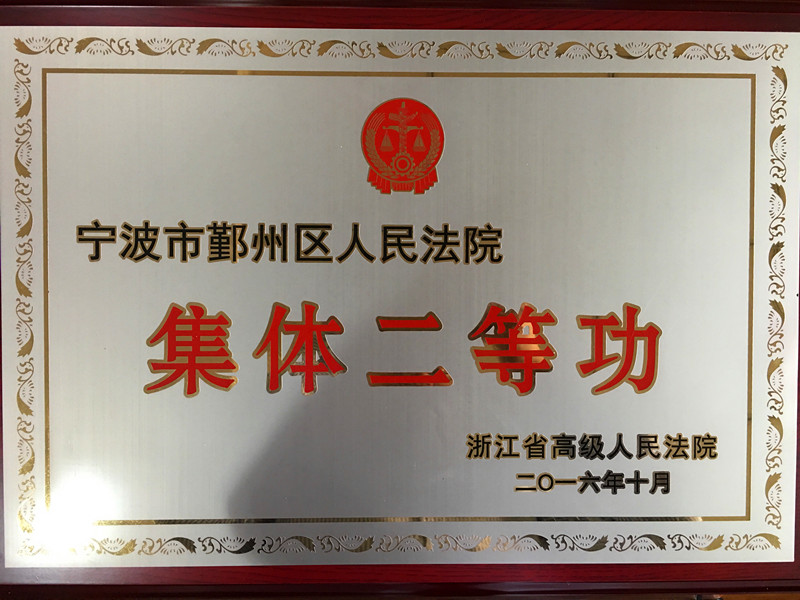 宁波市鄞州区人民法院
集体二等功
浙江省高级人民法院
二〇一六年十月